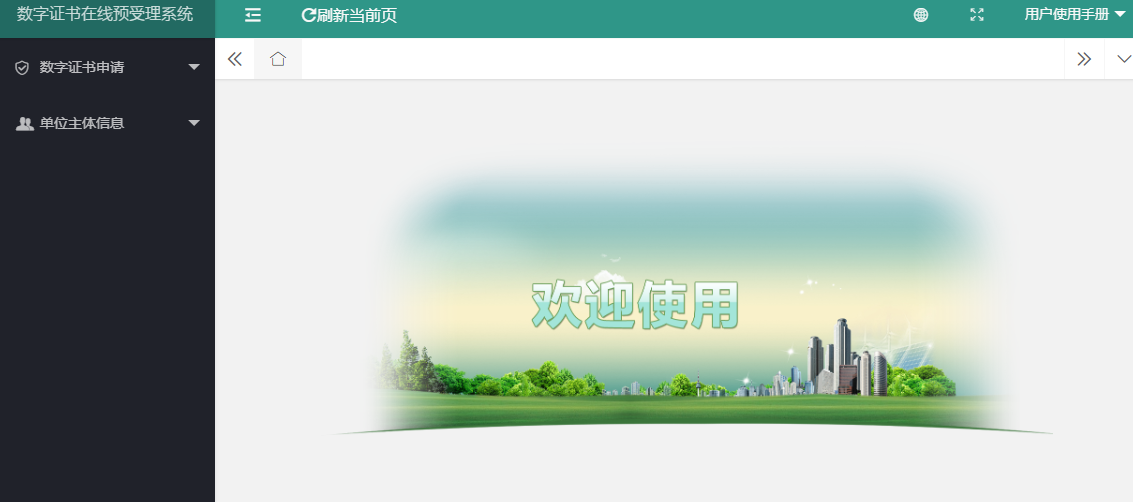 数字证书在线预受理系统
刷新当前页
用户使用手册
数字证书申请
单位主体信息
欢迎使用